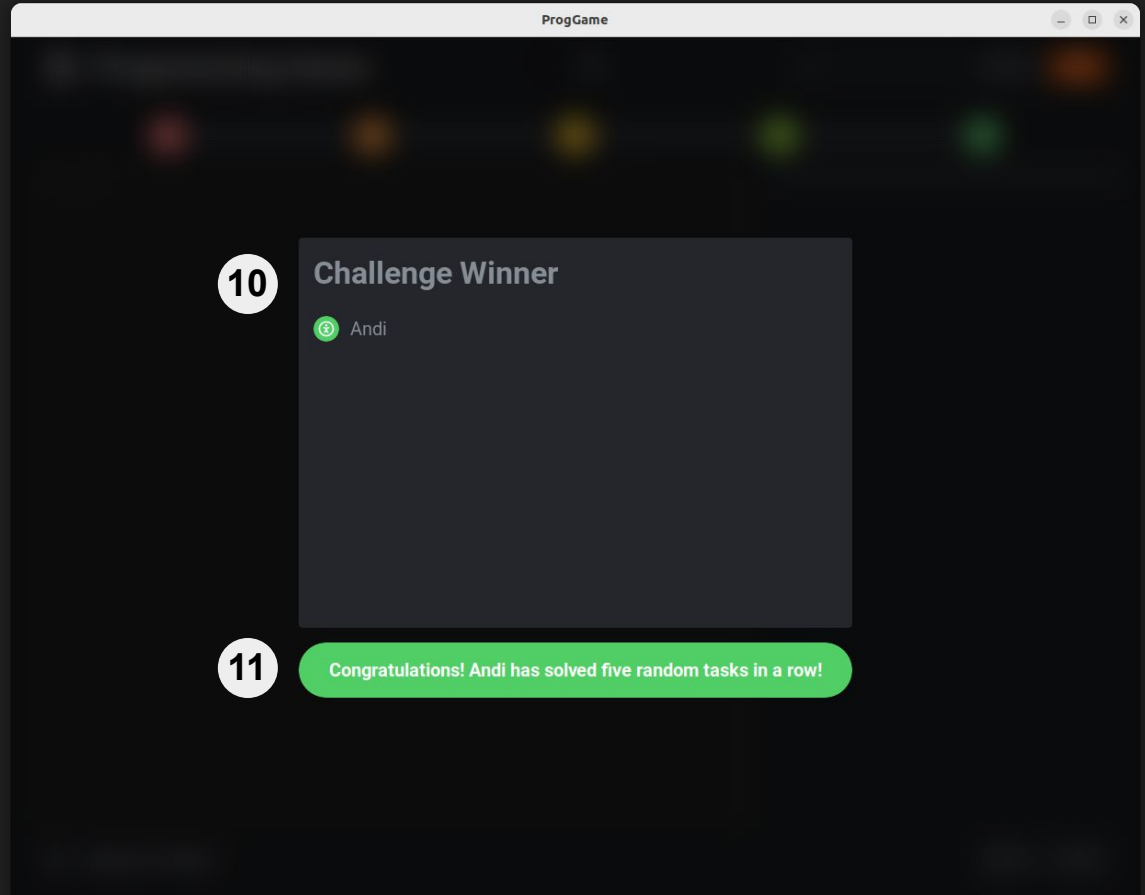 ProgGame
10
Challenge Winner
Andi
11
Congratulations! Andi has solved five random tasks in a row!